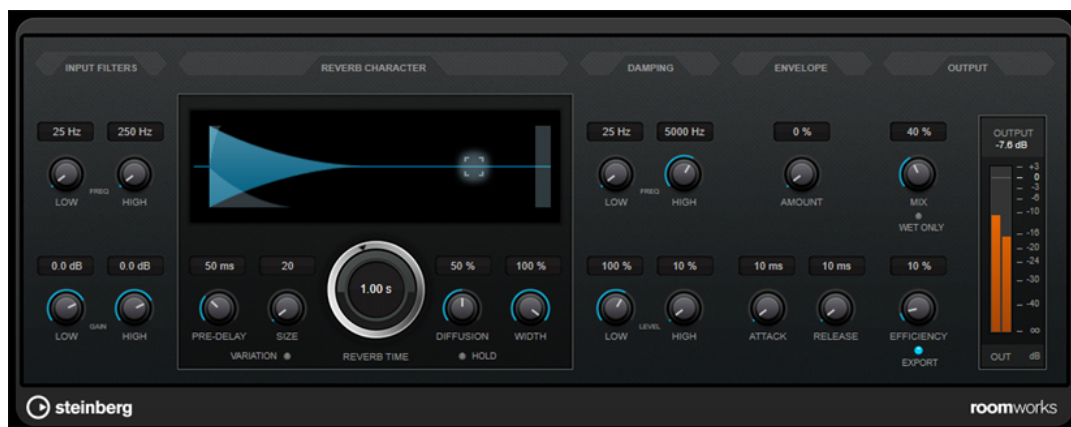 INPUT FILTERS REVERB CHARACTER DAMPING ENVELOPE OUTPUT
25 Hz 250 Hz 25 Hz 5000 Hz 0 % 40 % OUTPUT
-7.6 dB
+3
0
-3
-6
-10
-16
-20
-24
-30
-40
∞
FREQ FREQ
LOW HIGH LOW HIGH AMOUNT MIX
WET ONLY
0.0 dB 0.0 dB 50 ms 20 1.00 s 50 % 100 % 100 % 10 % 10 ms 10 ms 10 %
GAIN LEVEL
LOW HIGH PRE-DELAY SIZE DIFFUSION WIDTH LOW HIGH ATTACK RELEASE EFFICIENCY
VARIATION REVERB TIME HOLD EXPORT OUT dB
steinberg roomworks